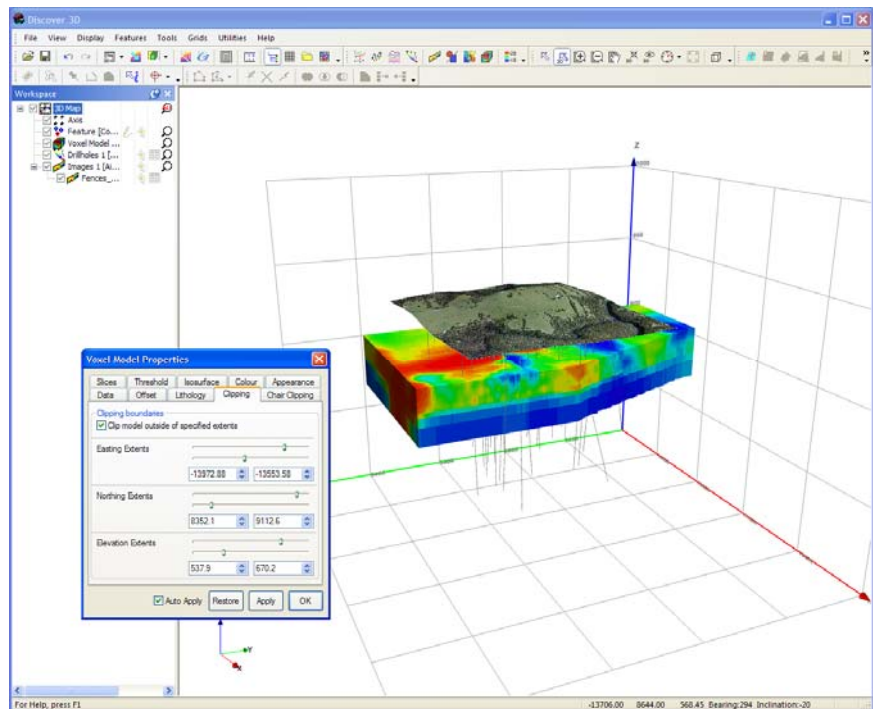 Discover 3D
File View Display Features Tools Grids Utilities Help
Workspace
3D Map
Axis
Feature [Co...
Voxel Model ...
Drillholes 1 [...
Images 1 [Ai...
Fences_...
Z
Voxel Model Properties
Slices Threshold Isosurface Colour Appearance
Data Offset Lithology Clipping Chair Clipping
Clipping boundaries
Clip model outside of specified extents
Easting Extents
-13972.88 -13553.58
Northing Extents
8352.1 9112.6
Elevation Extents
537.9 670.2
Auto Apply Restore Apply OK
Y
X
For Help, press F1
-13706.00 8644.00 568.45 Bearing:294 Inclination:-20